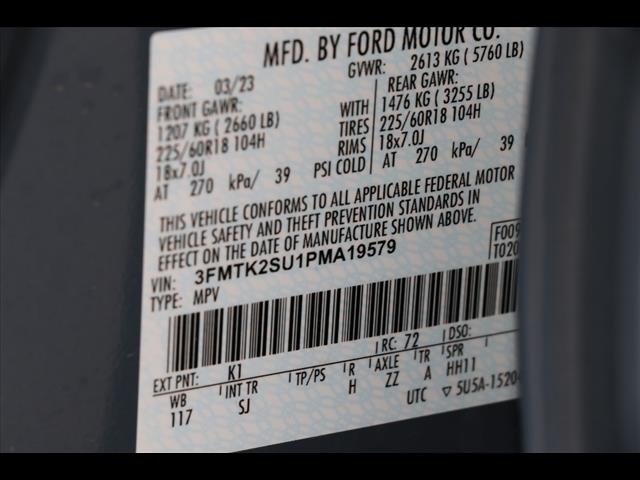 MFD. BY FORD MOTOR CO.
DATE: 03/23 GVWR: 2613 KG (5760 LB)
FRONT GAWR: REAR GAWR:
1207 KG (2660 LB) WITH 1476 KG (3255 LB)
225/60R18 104H TIRES 225/60R18 104H
18x7.0J RIMS 18x7.0J
AT 270 kPa/ 39 PSI COLD AT 270 kPa/ 39
THIS VEHICLE CONFORMS TO ALL APPLICABLE FEDERAL MOTOR
VEHICLE SAFETY AND THEFT PREVENTION STANDARDS IN
EFFECT ON THE DATE OF MANUFACTURE SHOWN ABOVE.
VIN: 3FMTK2SU1PMA19579 F009
TYPE: MPV T020
EXT PNT: K1 RC: 72 DSO:
WB INT TR TP/PS R AXLE TR SPR
117 SJ H ZZ A HH11
UTC ▽ 5U5A-15204